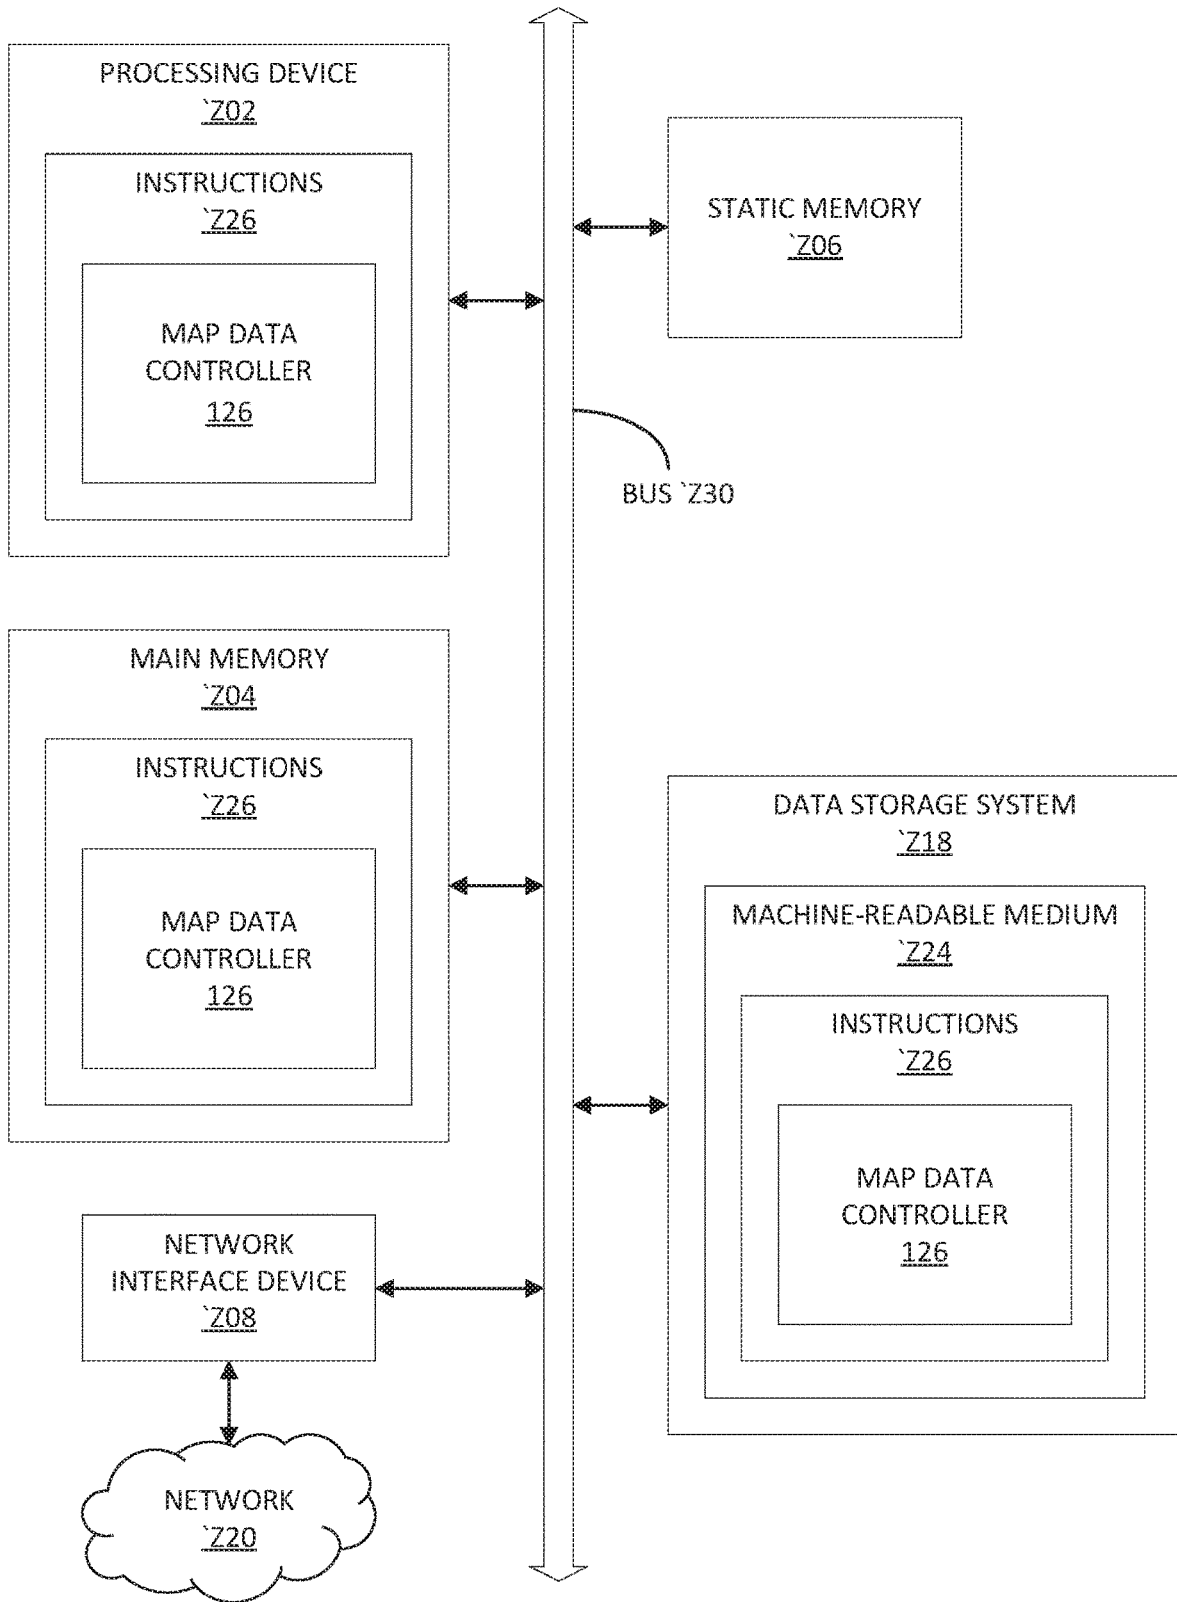 PROCESSING DEVICE
`Z02
INSTRUCTIONS
`Z26
MAP DATA
CONTROLLER
126
STATIC MEMORY
`Z06
BUS `Z30
MAIN MEMORY
`Z04
INSTRUCTIONS
`Z26
MAP DATA
CONTROLLER
126
DATA STORAGE SYSTEM
`Z18
MACHINE-READABLE MEDIUM
`Z24
INSTRUCTIONS
`Z26
MAP DATA
CONTROLLER
126
NETWORK
INTERFACE DEVICE
`Z08
NETWORK
`Z20